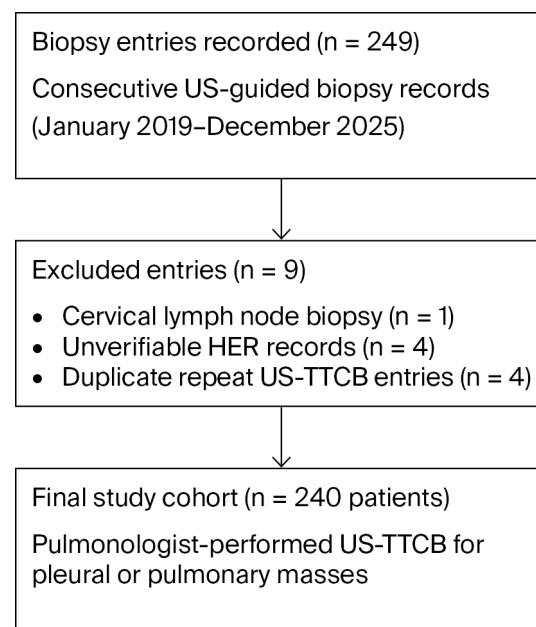 Biopsy entries recorded (n = 249)
Consecutive US-guided biopsy records
(January 2019–December 2025)
Excluded entries (n = 9)
• Cervical lymph node biopsy (n = 1)
• Unverifiable HER records (n = 4)
• Duplicate repeat US-TTCB entries (n = 4)
Final study cohort (n = 240 patients)
Pulmonologist-performed US-TTCB for
pleural or pulmonary masses